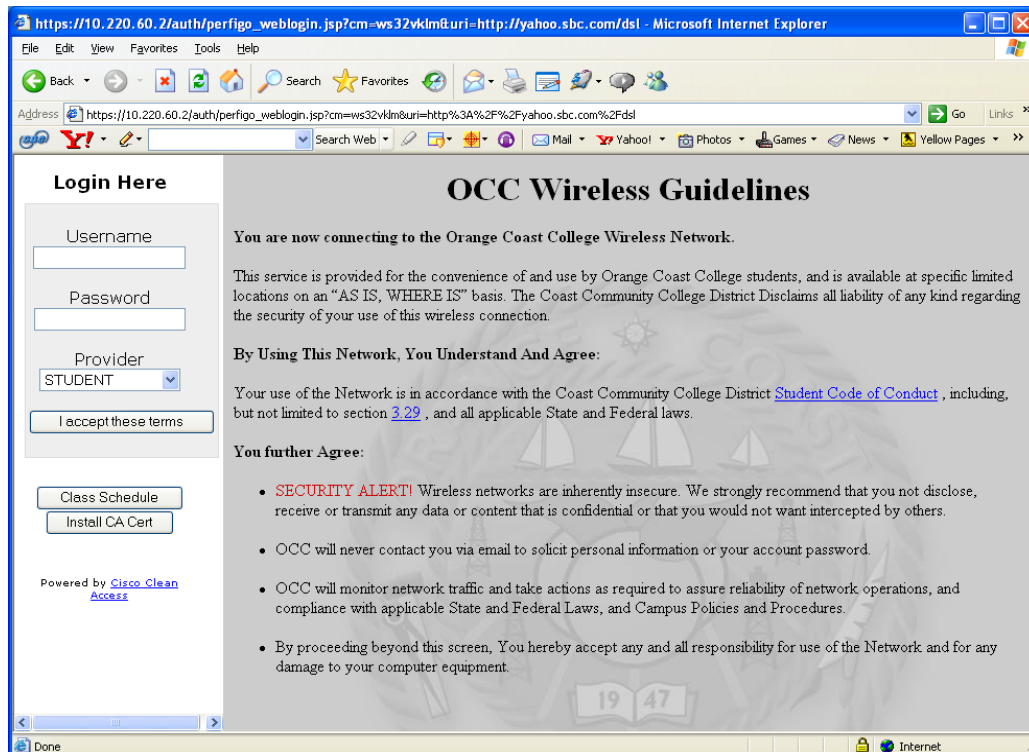 https://10.220.60.2/auth/perfigo_weblogin.jsp?cm=ws32vklm&uri=http://yahoo.sbc.com/dsl - Microsoft Internet Explorer
File Edit View Favorites Tools Help
Back Search Favorites
Address https://10.220.60.2/auth/perfigo_weblogin.jsp?cm=ws32vklm&uri=http%3A%2F%2Fyahoo.sbc.com%2Fdsl Go Links »
Y! Search Web Mail Yahoo! Photos Games News Yellow Pages »
Login Here
Username
Password
Provider
STUDENT
I accept these terms
Class Schedule
Install CA Cert
Powered by Cisco Clean
Access
OCC Wireless Guidelines
You are now connecting to the Orange Coast College Wireless Network.
This service is provided for the convenience of and use by Orange Coast College students, and is available at specific limited
locations on an “AS IS, WHERE IS” basis. The Coast Community College District Disclaims all liability of any kind regarding
the security of your use of this wireless connection.
By Using This Network, You Understand And Agree:
Your use of the Network is in accordance with the Coast Community College District Student Code of Conduct , including,
but not limited to section 3.29 , and all applicable State and Federal laws.
You further Agree:
• SECURITY ALERT! Wireless networks are inherently insecure. We strongly recommend that you not disclose,
receive or transmit any data or content that is confidential or that you would not want intercepted by others.
• OCC will never contact you via email to solicit personal information or your account password.
• OCC will monitor network traffic and take actions as required to assure reliability of network operations, and
compliance with applicable State and Federal Laws, and Campus Policies and Procedures.
• By proceeding beyond this screen, You hereby accept any and all responsibility for use of the Network and for any
damage to your computer equipment.
19 47
Done Internet